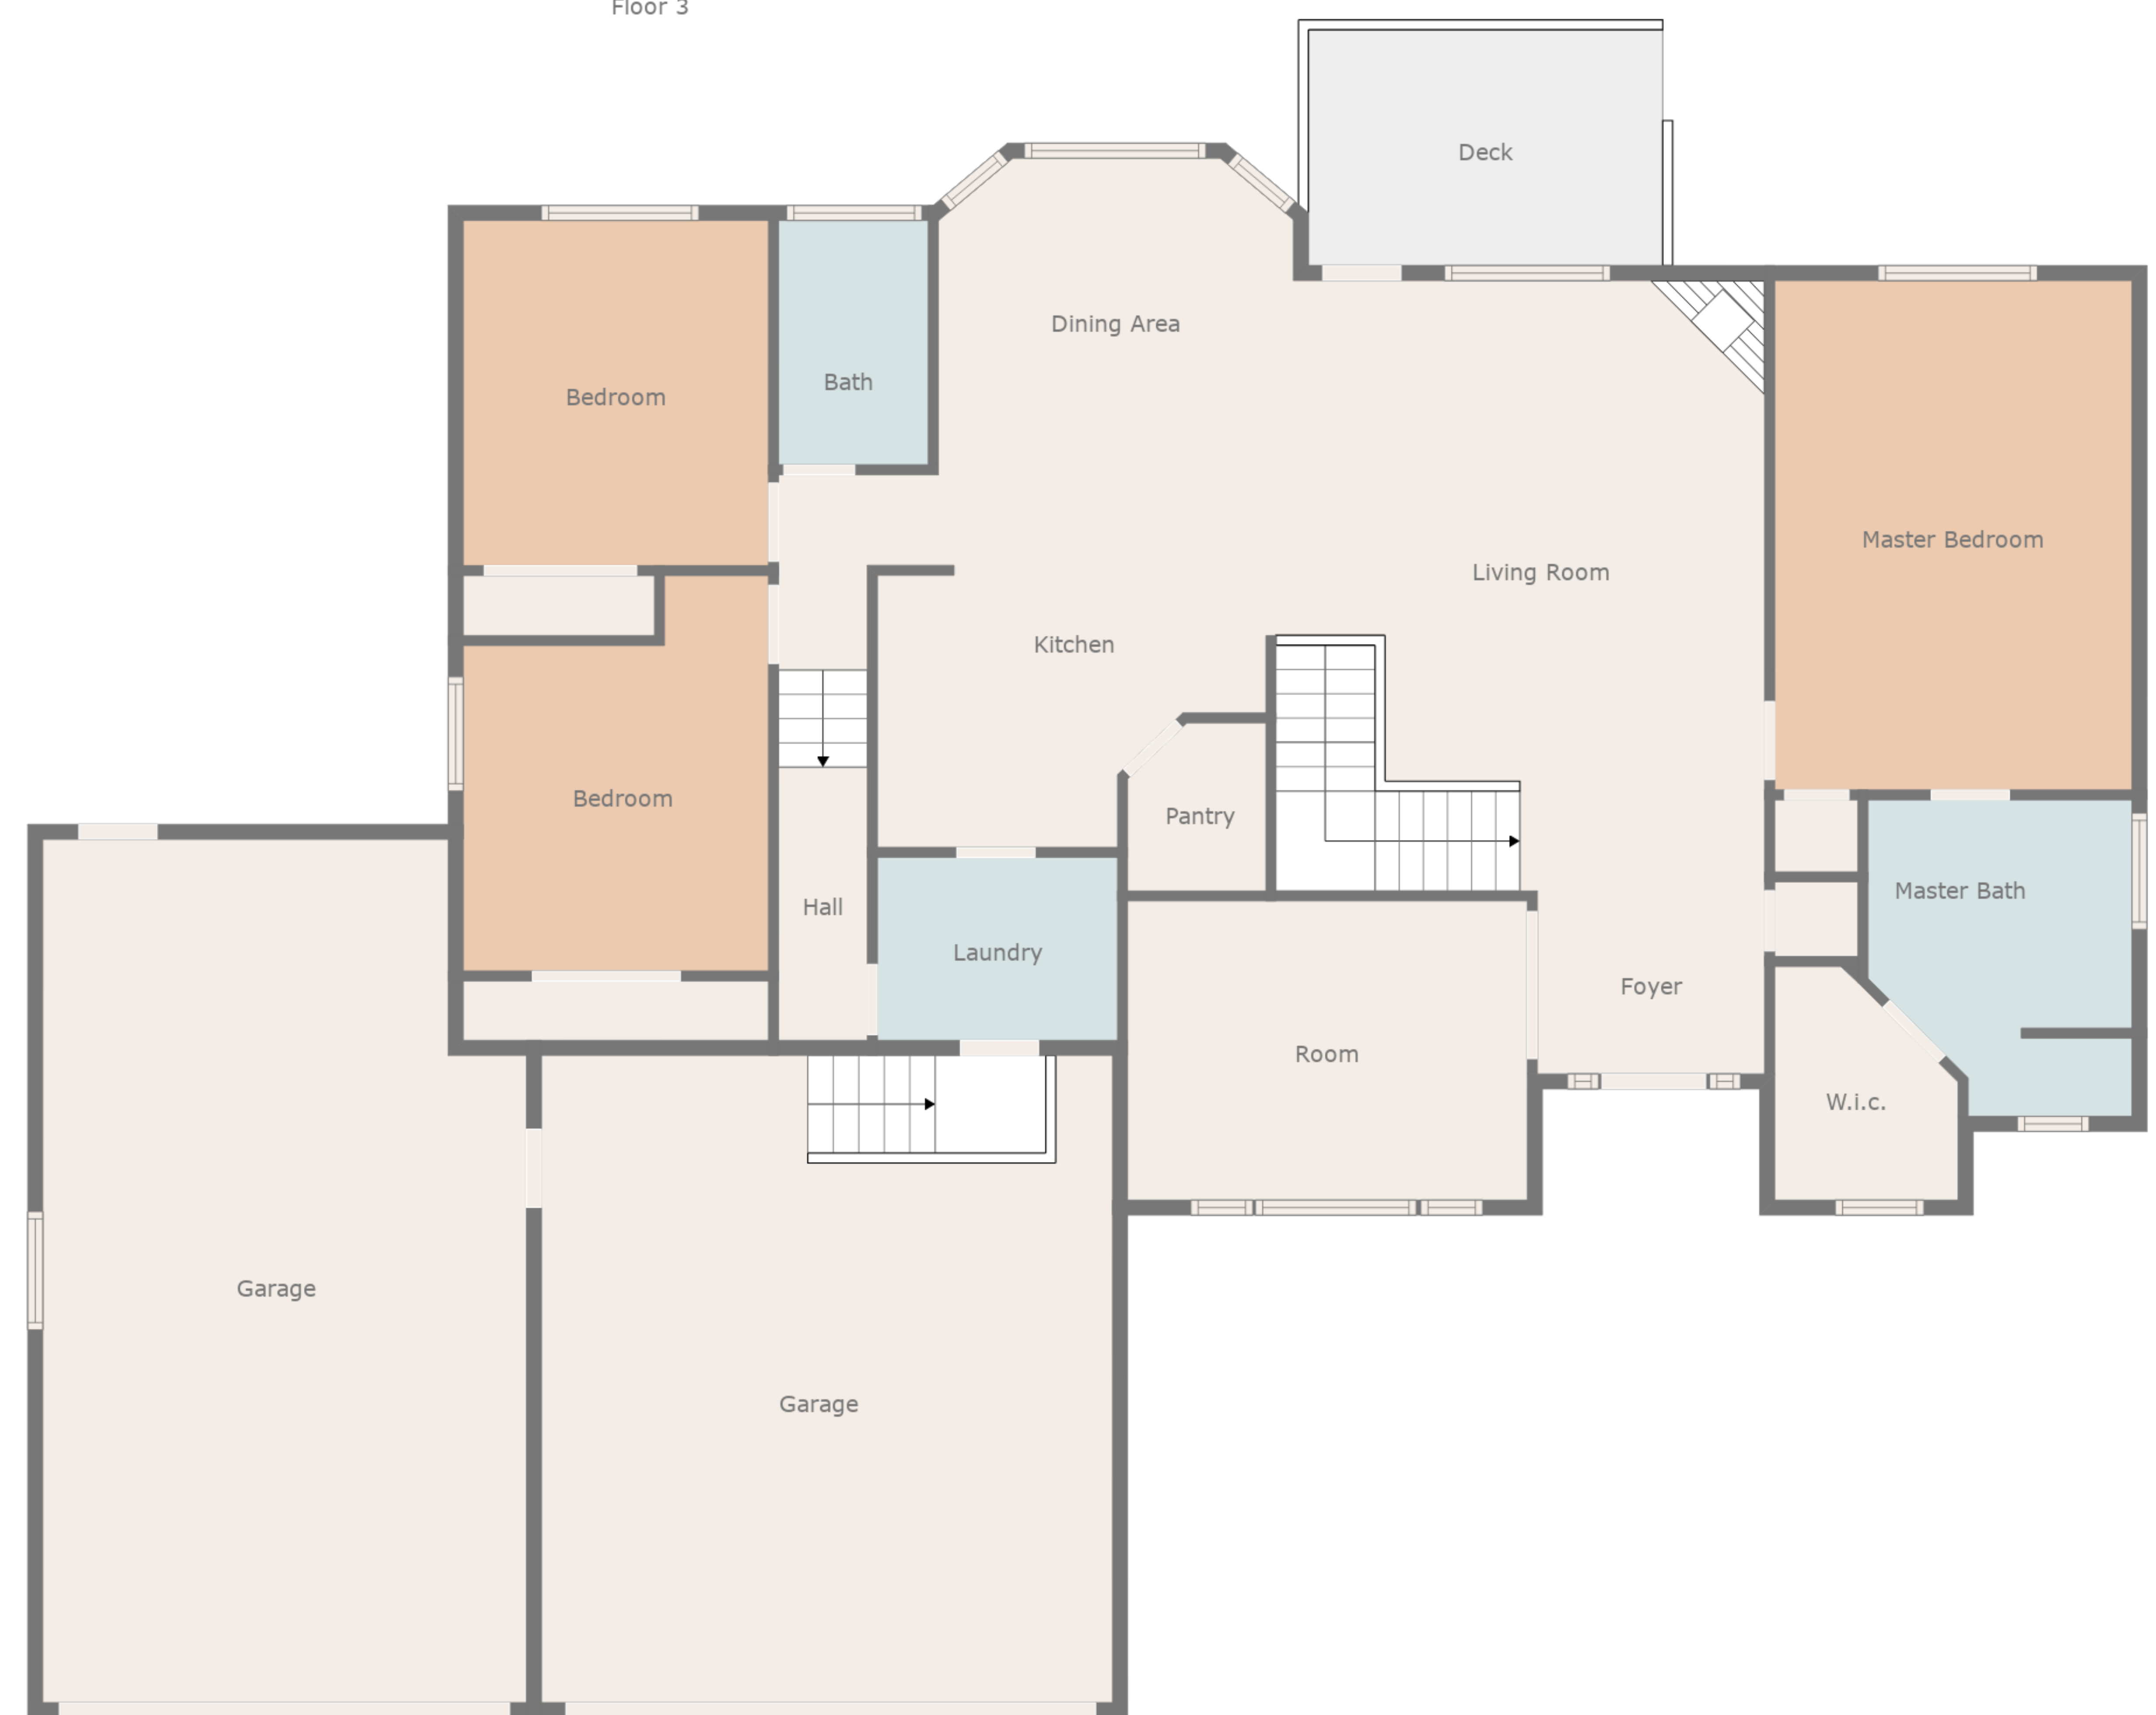 Floor 3
Deck
Dining Area
Bath
Bedroom
Master Bedroom
Living Room
Kitchen
Bedroom
Pantry
Master Bath
Hall
Laundry
Foyer
Room
W.i.c.
Garage
Garage